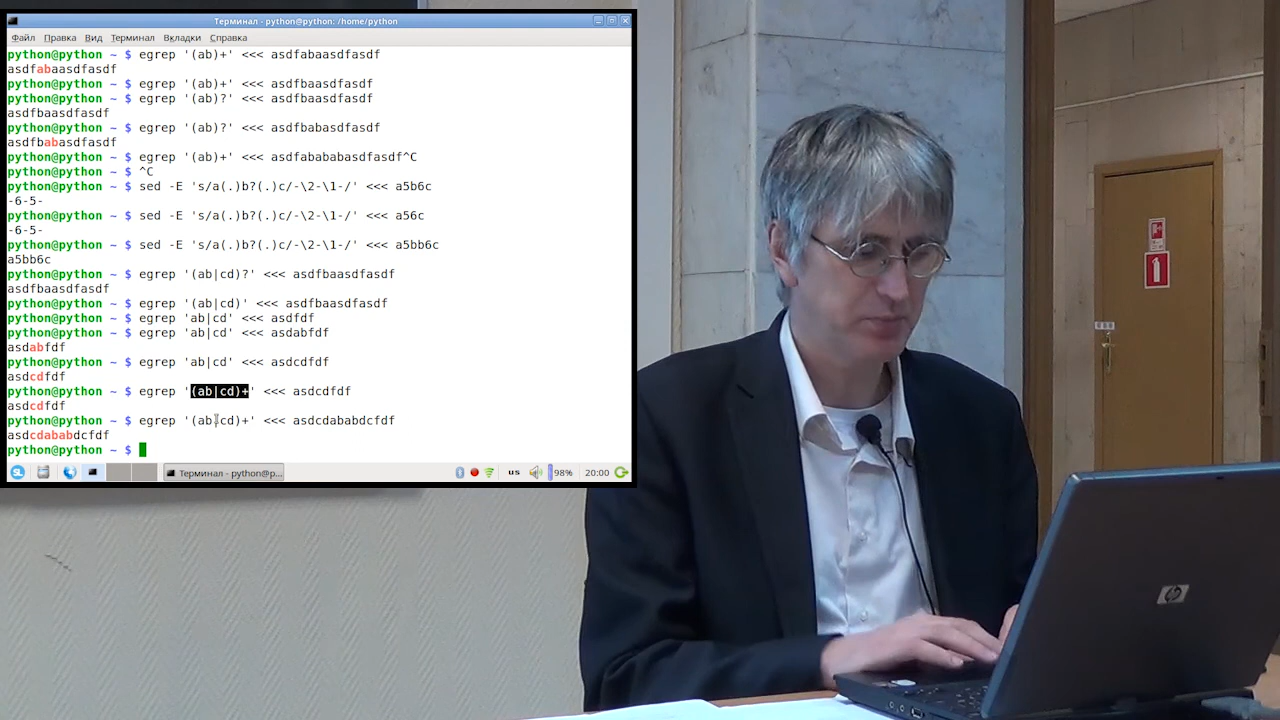 Терминал - python@python: /home/python
Файл Правка Вид Терминал Вкладки Справка
python@python ~ $ egrep '(ab)+' <<< asdfabaasdfasdf
asdfabaasdfasdf
python@python ~ $ egrep '(ab)+' <<< asdfbaasdfasdf
python@python ~ $ egrep '(ab)?' <<< asdfbaasdfasdf
asdfbaasdfasdf
python@python ~ $ egrep '(ab)?' <<< asdfbabasdfasdf
asdfbabasdfasdf
python@python ~ $ egrep '(ab)+' <<< asdfabababasdfasdf^C
python@python ~ $ ^C
python@python ~ $ sed -E 's/a(.)b?(.)c/-\2-\1-/' <<< a5b6c
-6-5-
python@python ~ $ sed -E 's/a(.)b?(.)c/-\2-\1-/' <<< a56c
-6-5-
python@python ~ $ sed -E 's/a(.)b?(.)c/-\2-\1-/' <<< a5bb6c
a5bb6c
python@python ~ $ egrep '(ab|cd)?' <<< asdfbaasdfasdf
asdfbaasdfasdf
python@python ~ $ egrep '(ab|cd)' <<< asdfbaasdfasdf
python@python ~ $ egrep 'ab|cd' <<< asdfdf
python@python ~ $ egrep 'ab|cd' <<< asdabfdf
asdabfdf
python@python ~ $ egrep 'ab|cd' <<< asdcdfdf
asdcdfdf
python@python ~ $ egrep '(ab|cd)+' <<< asdcdfdf
asdcdfdf
python@python ~ $ egrep '(ab|cd)+' <<< asdcdababdcfdf
asdcdababdcfdf
python@python ~ $
Терминал - python@p... us 98% 20:00
hp